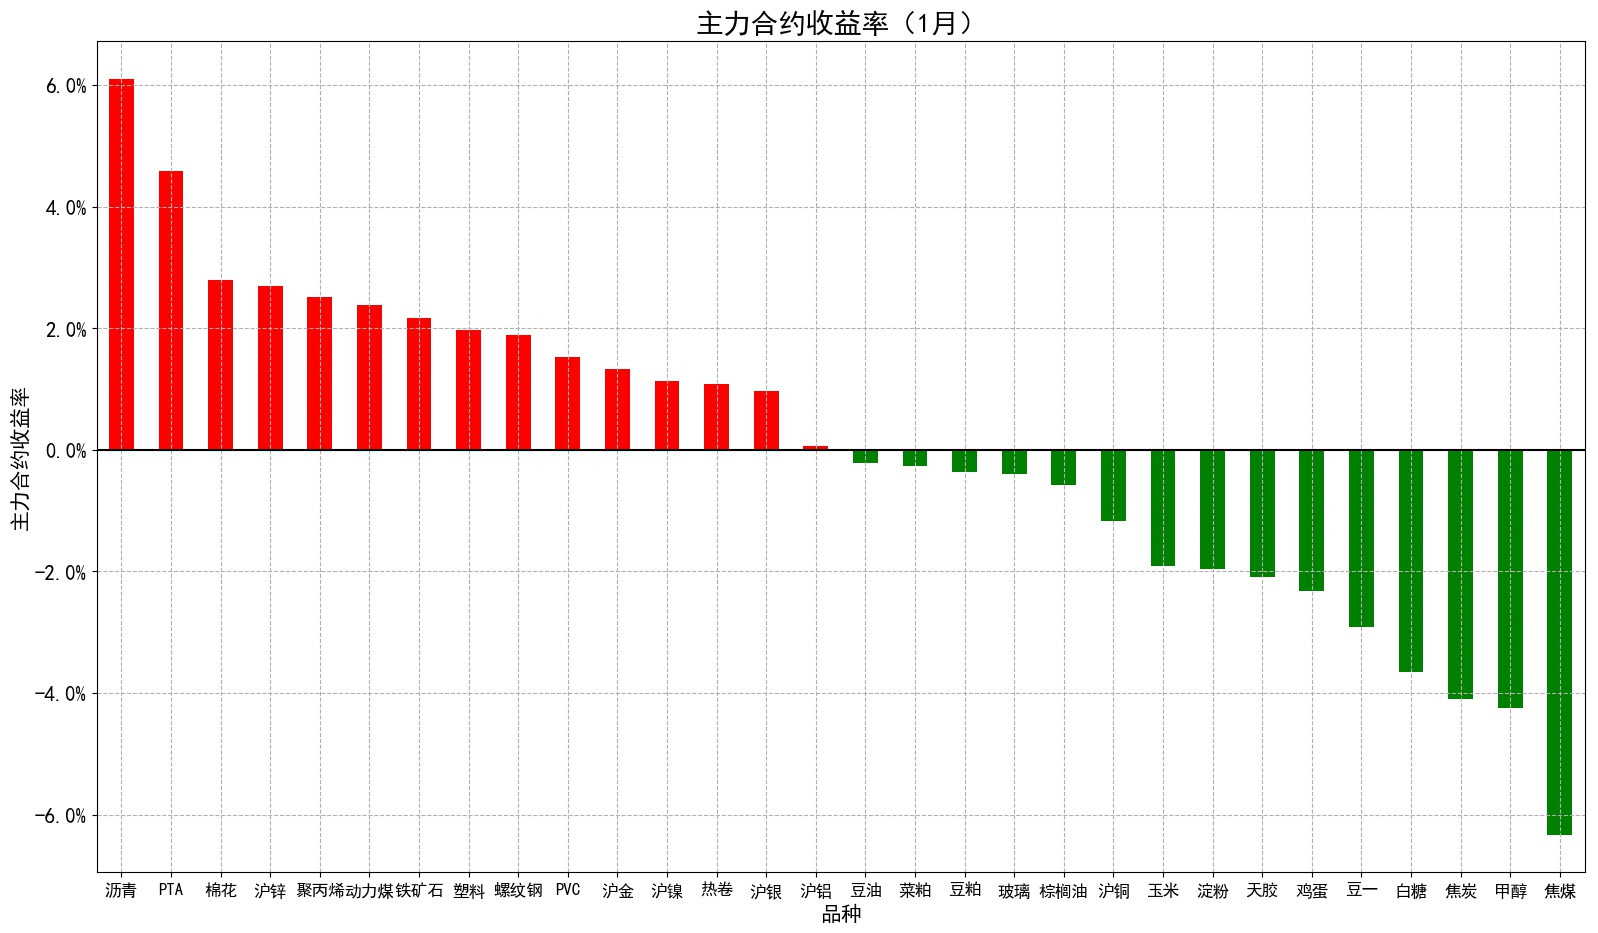 主力合约收益率（1月）
主力合约收益率
6.0%
4.0%
2.0%
0.0%
-2.0%
-4.0%
-6.0%
沥青 PTA 棉花 沪锌 聚丙烯 动力煤 铁矿石 塑料 螺纹钢 PVC 沪金 沪镍 热卷 沪银 沪铝 豆油 菜粕 豆粕 玻璃 棕榈油 沪铜 玉米 淀粉 天胶 鸡蛋 豆一 白糖 焦炭 甲醇 焦煤
品种